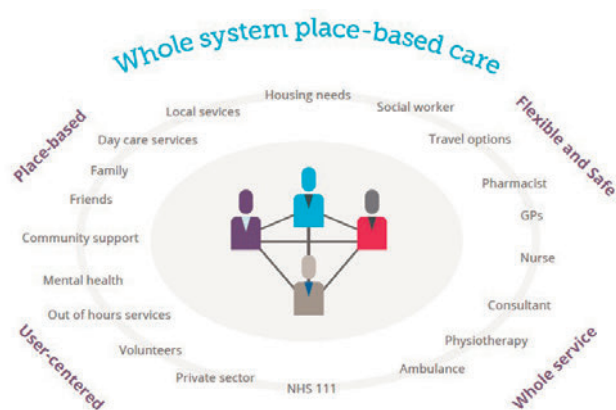 Whole system place-based care
Housing needs
Local sevices
Social worker
Place-based
Flexible and Safe
Day care services
Travel options
Family
Pharmacist
Friends
GPs
Community support
Nurse
Mental health
Consultant
Out of hours services
Physiotherapy
User-centered
Whole service
Volunteers
Ambulance
Private sector
NHS 111